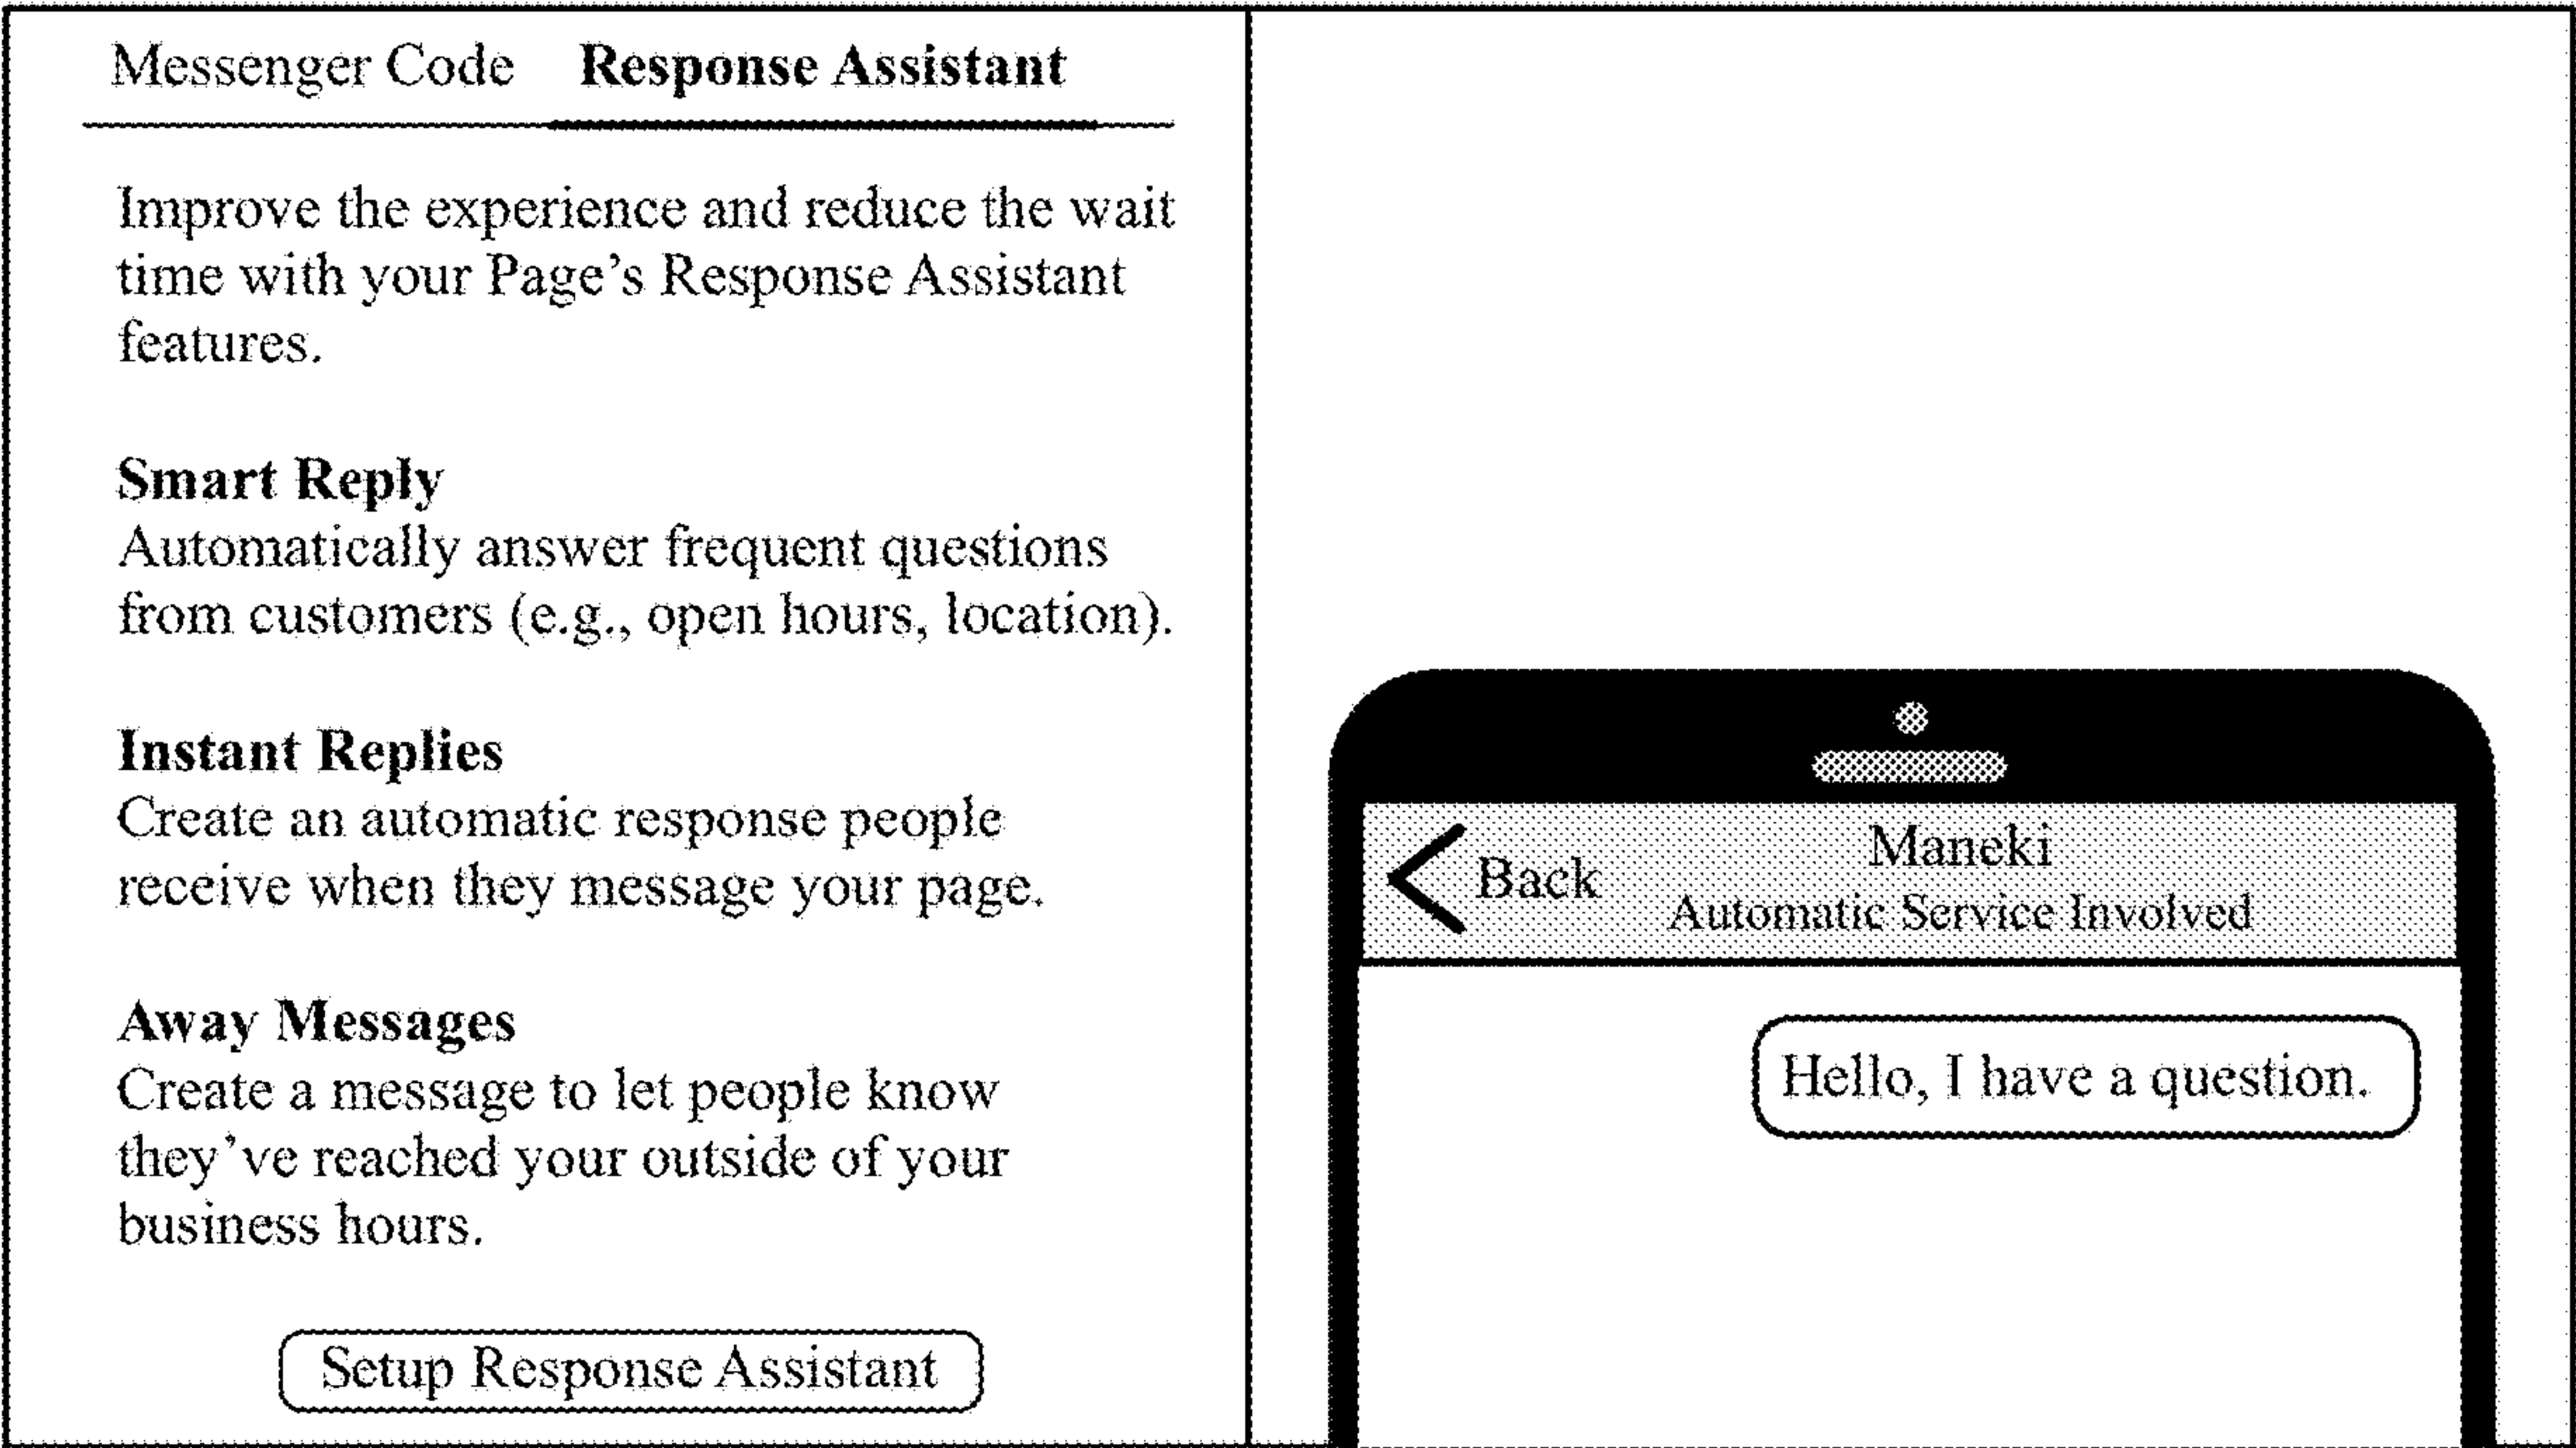 Messenger Code Response Assistant
Improve the experience and reduce the wait
time with your Page’s Response Assistant
features.
Smart Reply
Automatically answer frequent questions
from customers (e.g., open hours, location).
Instant Replies
Create an automatic response people
receive when they message your page.
Away Messages
Create a message to let people know
they’ve reached your outside of your
business hours.
Setup Response Assistant
Back
Maneki
Automatic Service Involved
Hello, I have a question.